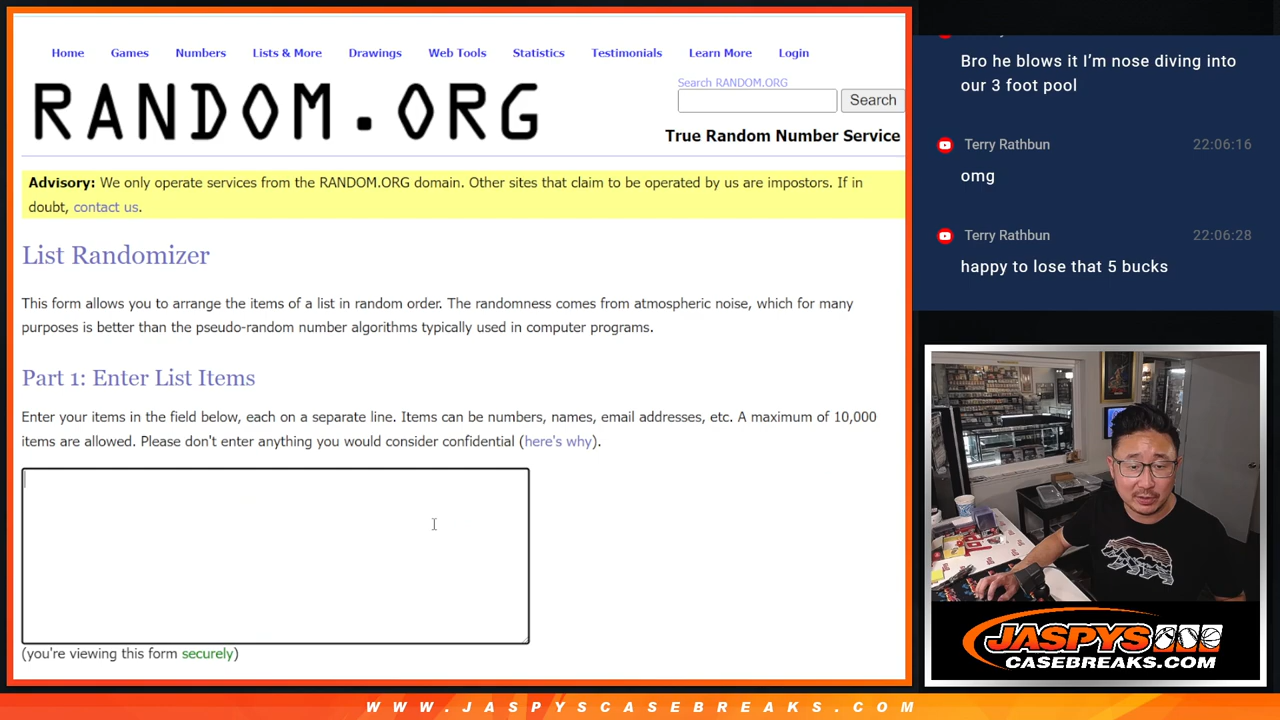 Home Games Numbers Lists & More Drawings Web Tools Statistics Testimonials Learn More Login
RANDOM.ORG
Search RANDOM.ORG
Search
True Random Number Service
Advisory: We only operate services from the RANDOM.ORG domain. Other sites that claim to be operated by us are impostors. If in
doubt, contact us.
List Randomizer
This form allows you to arrange the items of a list in random order. The randomness comes from atmospheric noise, which for many
purposes is better than the pseudo-random number algorithms typically used in computer programs.
Part 1: Enter List Items
Enter your items in the field below, each on a separate line. Items can be numbers, names, email addresses, etc. A maximum of 10,000
items are allowed. Please don't enter anything you would consider confidential (here's why).
(you're viewing this form securely)
Bro he blows it I'm nose diving into
our 3 foot pool
Terry Rathbun 22:06:16
omg
Terry Rathbun 22:06:28
happy to lose that 5 bucks
JASPYS
CASEBREAKS.COM
WWW.JASPYSCASEBREAKS.COM